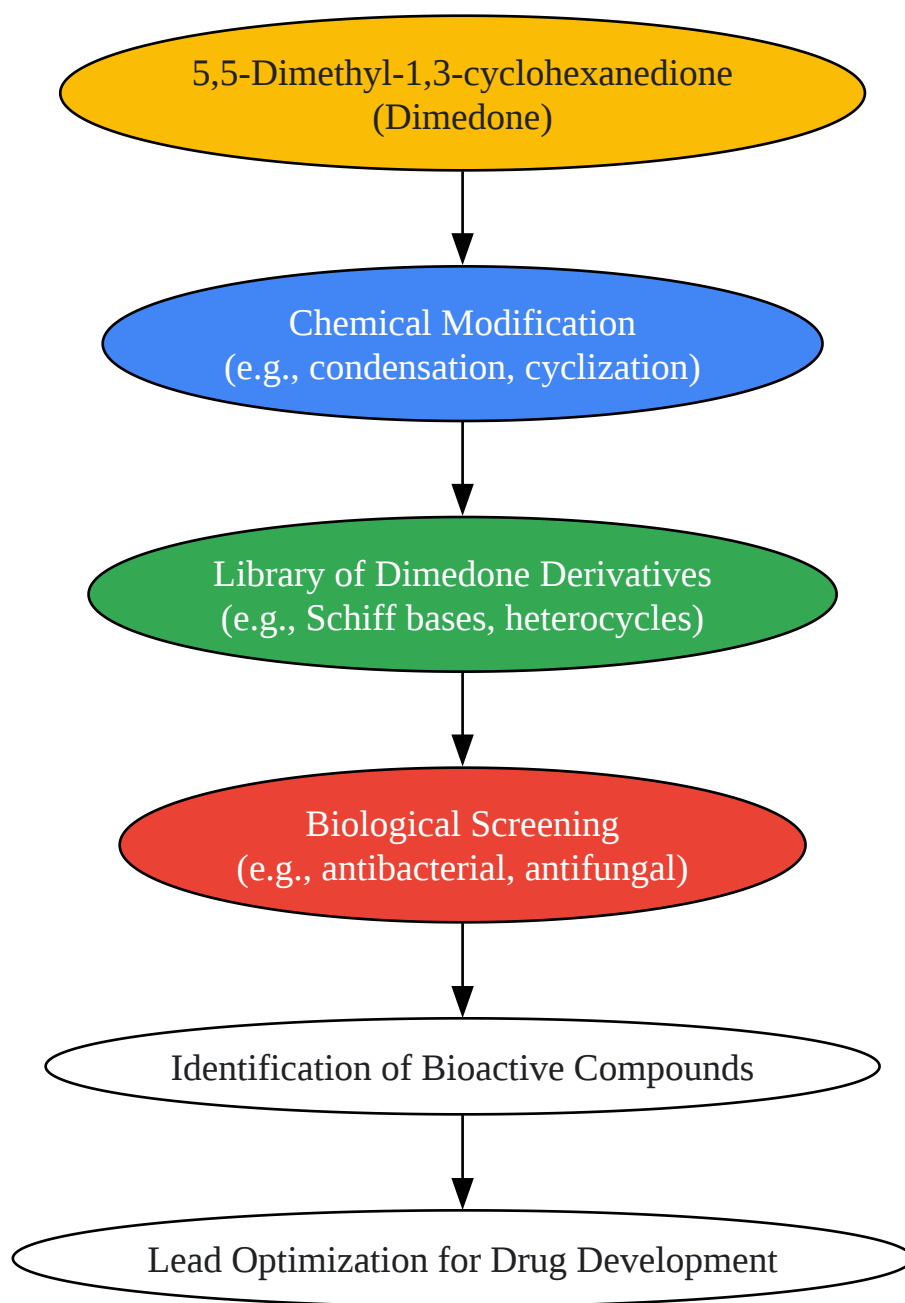 5,5-Dimethyl-1,3-cyclohexanedione
(Dimedone)
Chemical Modification
(e.g., condensation, cyclization)
Library of Dimedone Derivatives
(e.g., Schiff bases, heterocycles)
Biological Screening
(e.g., antibacterial, antifungal)
Identification of Bioactive Compounds
Lead Optimization for Drug Development